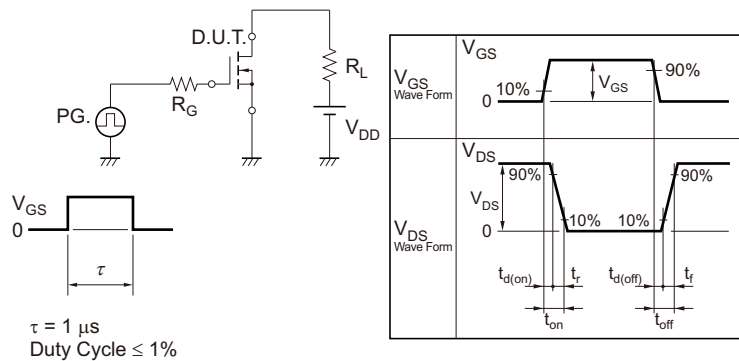 D.U.T.
R_L
R_G
PG.
V_DD
V_GS
0
τ
τ = 1 μs
Duty Cycle ≤ 1%
V_GS
Wave Form
V_GS
10%
V_GS
90%
0
V_DS
Wave Form
V_DS
90%
90%
V_DS
10%
10%
0
t_d(on)
t_r
t_d(off)
t_f
t_on
t_off